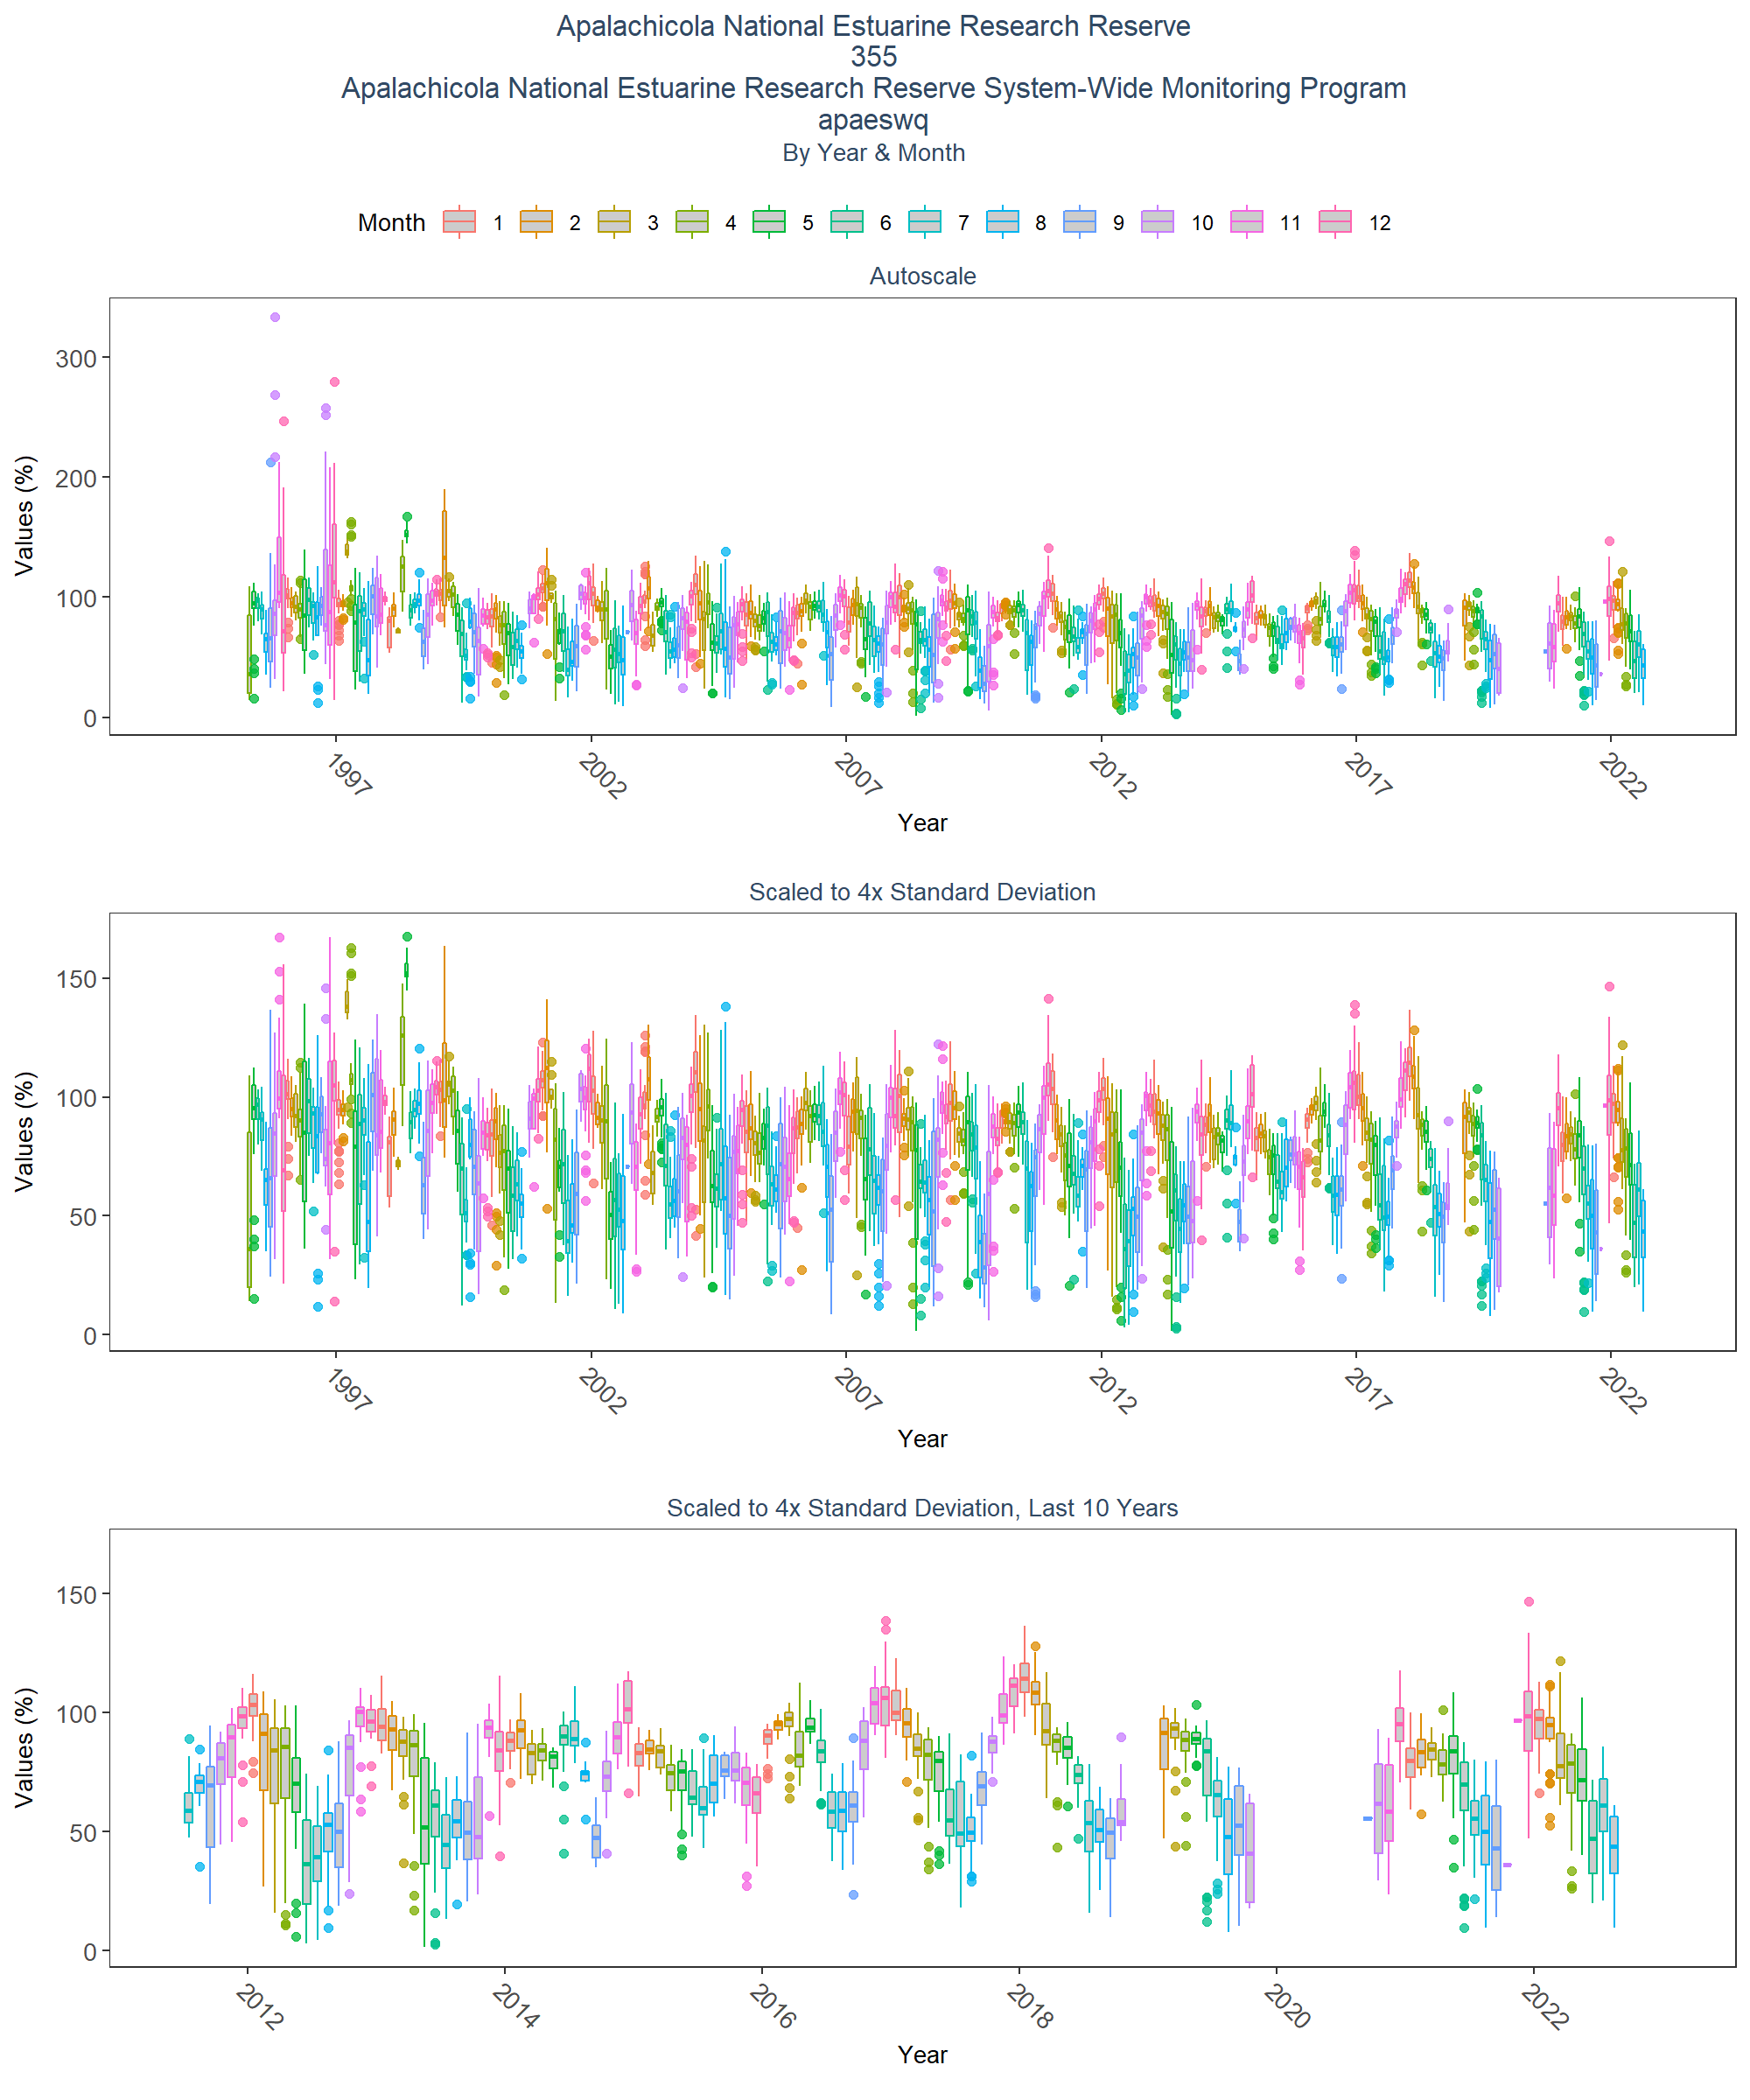 Apalachicola National Estuarine Research Reserve
355
Apalachicola National Estuarine Research Reserve System-Wide Monitoring Program
apaeswq
By Year & Month
Month 1 2 3 4 5 6 7 8 9 10 11 12
Autoscale
Values (%)
300
200
100
0
1997 2002 2007 2012 2017 2022
Year
Scaled to 4x Standard Deviation
Values (%)
150
100
50
0
1997 2002 2007 2012 2017 2022
Year
Scaled to 4x Standard Deviation, Last 10 Years
Values (%)
150
100
50
0
2012 2014 2016 2018 2020 2022
Year